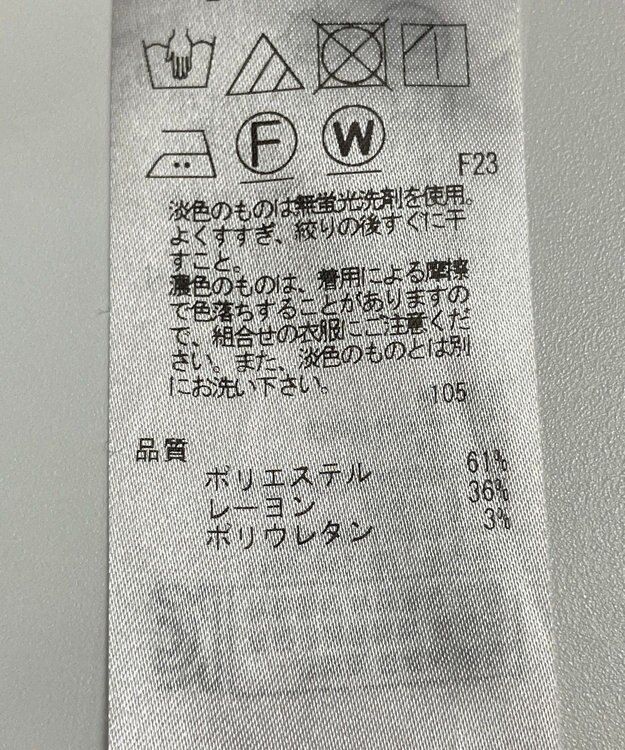 F
W
F23
淡色のものは無蛍光洗剤を使用。
よくすすぎ、絞りの後すぐに干
すこと。
濃色のものは、着用による摩擦
で色落ちすることがありますの
で、組合せの衣服にご注意くだ
さい。また、淡色のものとは別
にお洗い下さい。
105
品質
ポリエステル 61%
レーヨン 36%
ポリウレタン 3%